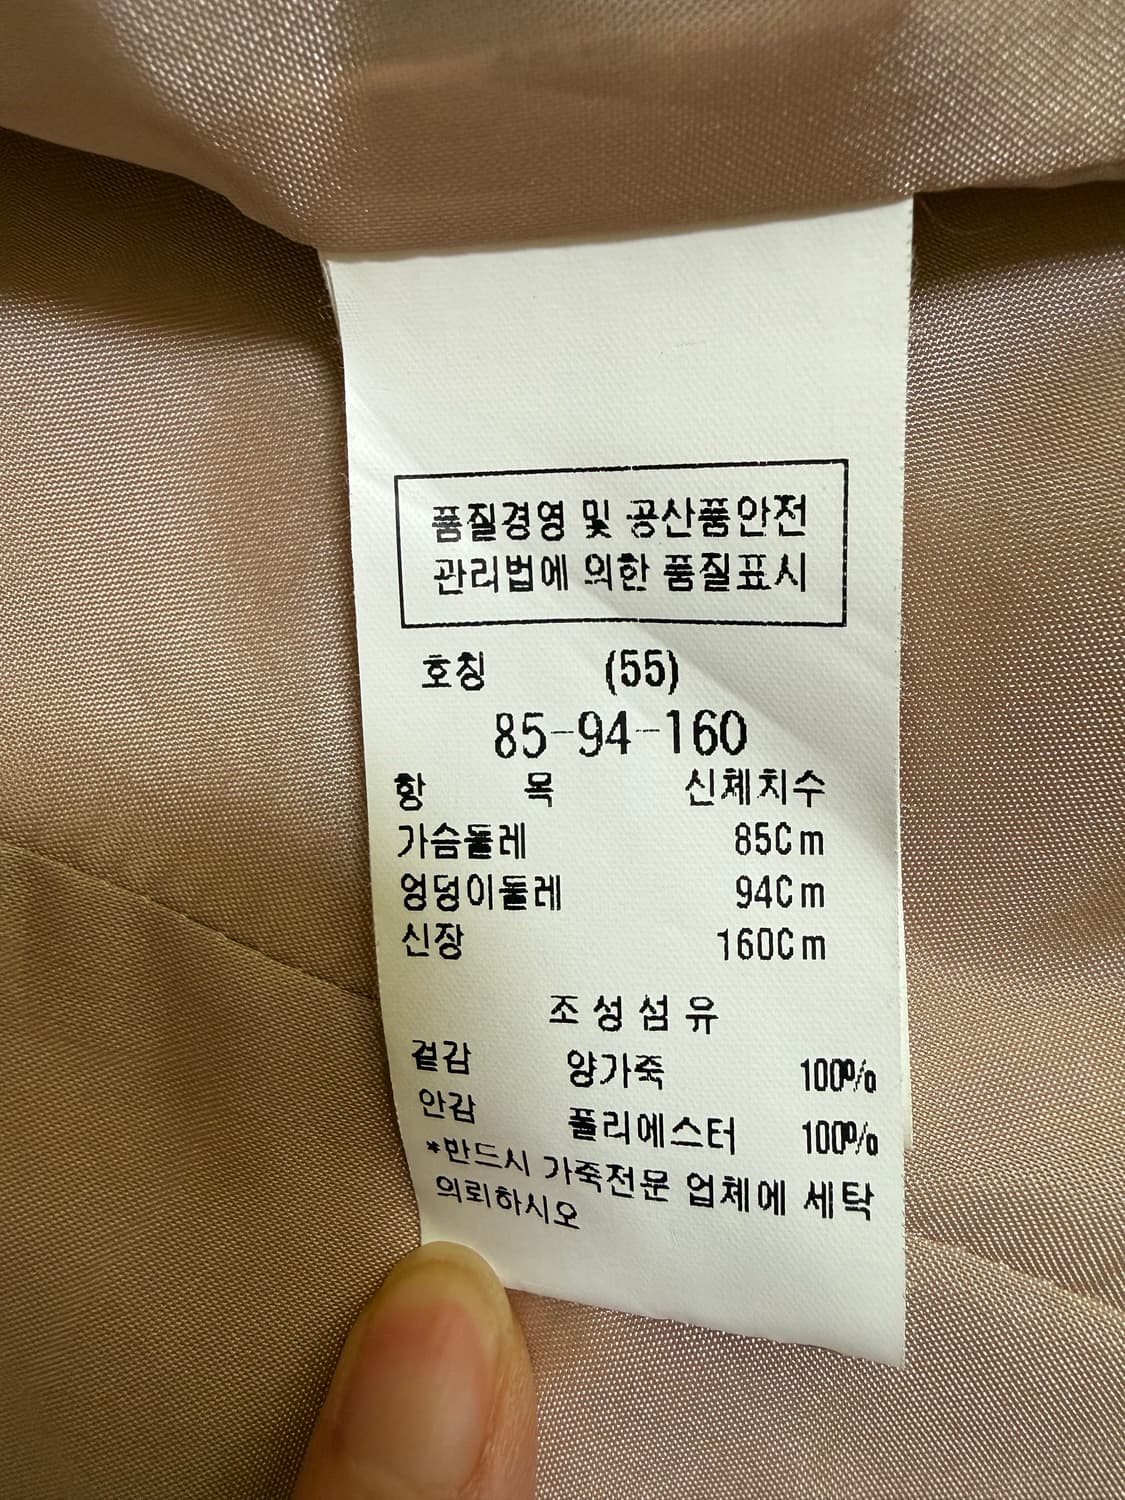 품질경영 및 공산품안전
관리법에 의한 품질표시
호칭 (55)
85-94-160
항 목 신체치수
가슴둘레 85Cm
엉덩이둘레 94Cm
신장 160Cm
조성섬유
겉감 양가죽 100%
안감 폴리에스터 100%
*반드시 가죽전문 업체에 세탁
의뢰하시오